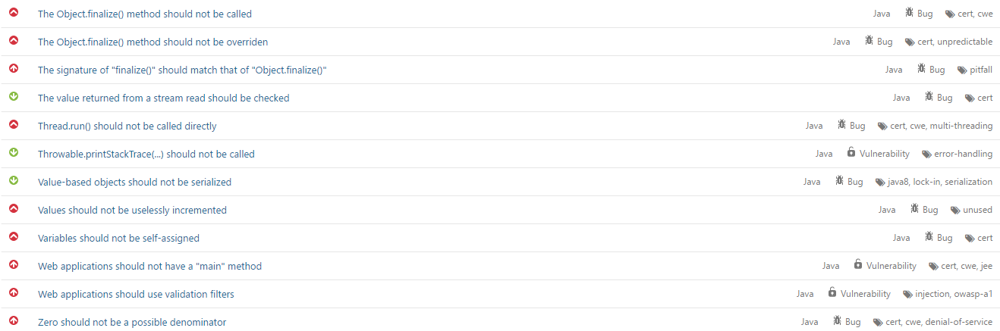 The Object.finalize() method should not be called Java Bug cert, cwe
The Object.finalize() method should not be overriden Java Bug cert, unpredictable
The signature of "finalize()" should match that of "Object.finalize()" Java Bug pitfall
The value returned from a stream read should be checked Java Bug cert
Thread.run() should not be called directly Java Bug cert, cwe, multi-threading
Throwable.printStackTrace(...) should not be called Java Vulnerability error-handling
Value-based objects should not be serialized Java Bug java8, lock-in, serialization
Values should not be uselessly incremented Java Bug unused
Variables should not be self-assigned Java Bug cert
Web applications should not have a "main" method Java Vulnerability cert, cwe, jee
Web applications should use validation filters Java Vulnerability injection, owasp-a1
Zero should not be a possible denominator Java Bug cert, cwe, denial-of-service